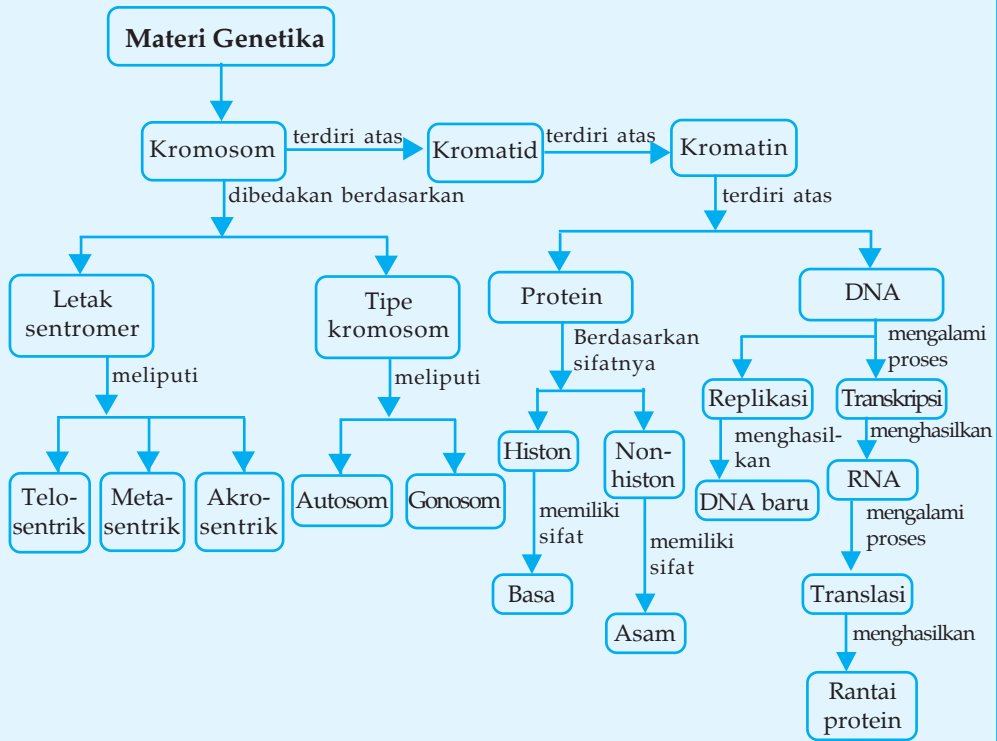 Materi Genetika
Kromosom
terdiri atas
Kromatid
terdiri atas
Kromatin
dibedakan berdasarkan
terdiri atas
Letak
sentromer
Tipe
kromosom
Protein
DNA
meliputi
meliputi
Berdasarkan
sifatnya
mengalami
proses
Telo-
sentrik
Meta-
sentrik
Akro-
sentrik
Autosom
Gonosom
Histon
Non-
histon
Replikasi
Transkripsi
menghasil-
kan
menghasilkan
DNA baru
RNA
memiliki
sifat
memiliki
sifat
mengalami
proses
Basa
Asam
Translasi
menghasilkan
Rantai
protein